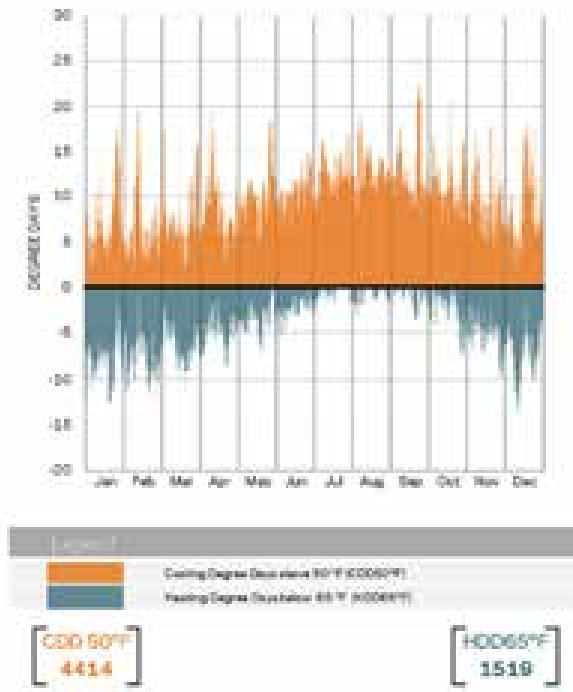 30
25
20
15
10
5
0
-5
-10
-15
-20
DEGREE DAYS
Jan Feb Mar Apr May Jun Jul Aug Sep Oct Nov Dec
Cooling Degree Days above 50°F (CDD50°F)
Heating Degree Days below 65°F (HDD65°F)
CDD 50°F
4414
HDD65°F
1519